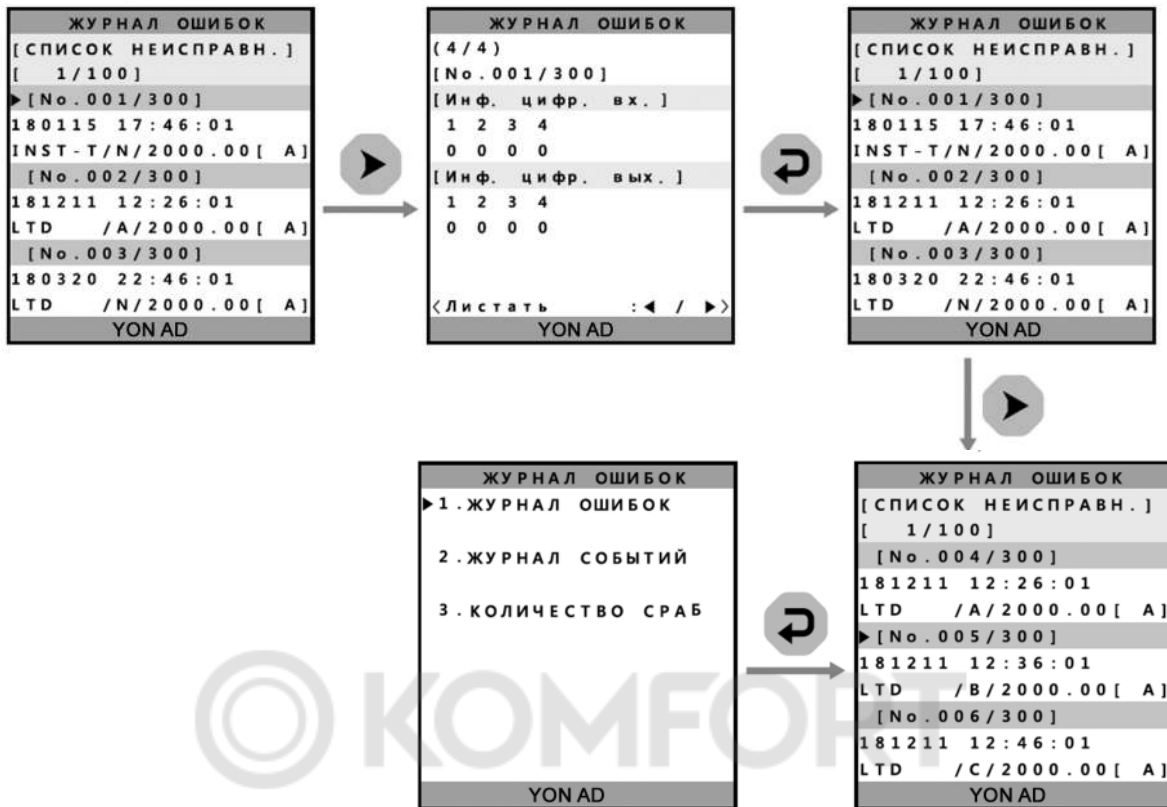 ЖУРНАЛ ОШИБОК
[СПИСОК НЕИСПРАВН.]
[ 1/100]
▶[No.001/300]
180115 17:46:01
INST-T/N/2000.00[ A]
[No.002/300]
181211 12:26:01
LTD /A/2000.00[ A]
[No.003/300]
180320 22:46:01
LTD /N/2000.00[ A]
YON AD
ЖУРНАЛ ОШИБОК
(4/4)
[No.001/300]
[Инф. цифр. вх.]
1 2 3 4
0 0 0 0
[Инф. цифр. вых.]
1 2 3 4
0 0 0 0
〈Листать :◀ / ▶〉
YON AD
ЖУРНАЛ ОШИБОК
[СПИСОК НЕИСПРАВН.]
[ 1/100]
▶[No.001/300]
180115 17:46:01
INST-T/N/2000.00[ A]
[No.002/300]
181211 12:26:01
LTD /A/2000.00[ A]
[No.003/300]
180320 22:46:01
LTD /N/2000.00[ A]
YON AD
ЖУРНАЛ ОШИБОК
▶1.ЖУРНАЛ ОШИБОК
2.ЖУРНАЛ СОБЫТИЙ
3.КОЛИЧЕСТВО СРАБ
YON AD
ЖУРНАЛ ОШИБОК
[СПИСОК НЕИСПРАВН.]
[ 1/100]
[No.004/300]
181211 12:26:01
LTD /A/2000.00[ A]
▶[No.005/300]
181211 12:36:01
LTD /B/2000.00[ A]
[No.006/300]
181211 12:46:01
LTD /C/2000.00[ A]
YON AD
KOMFORT